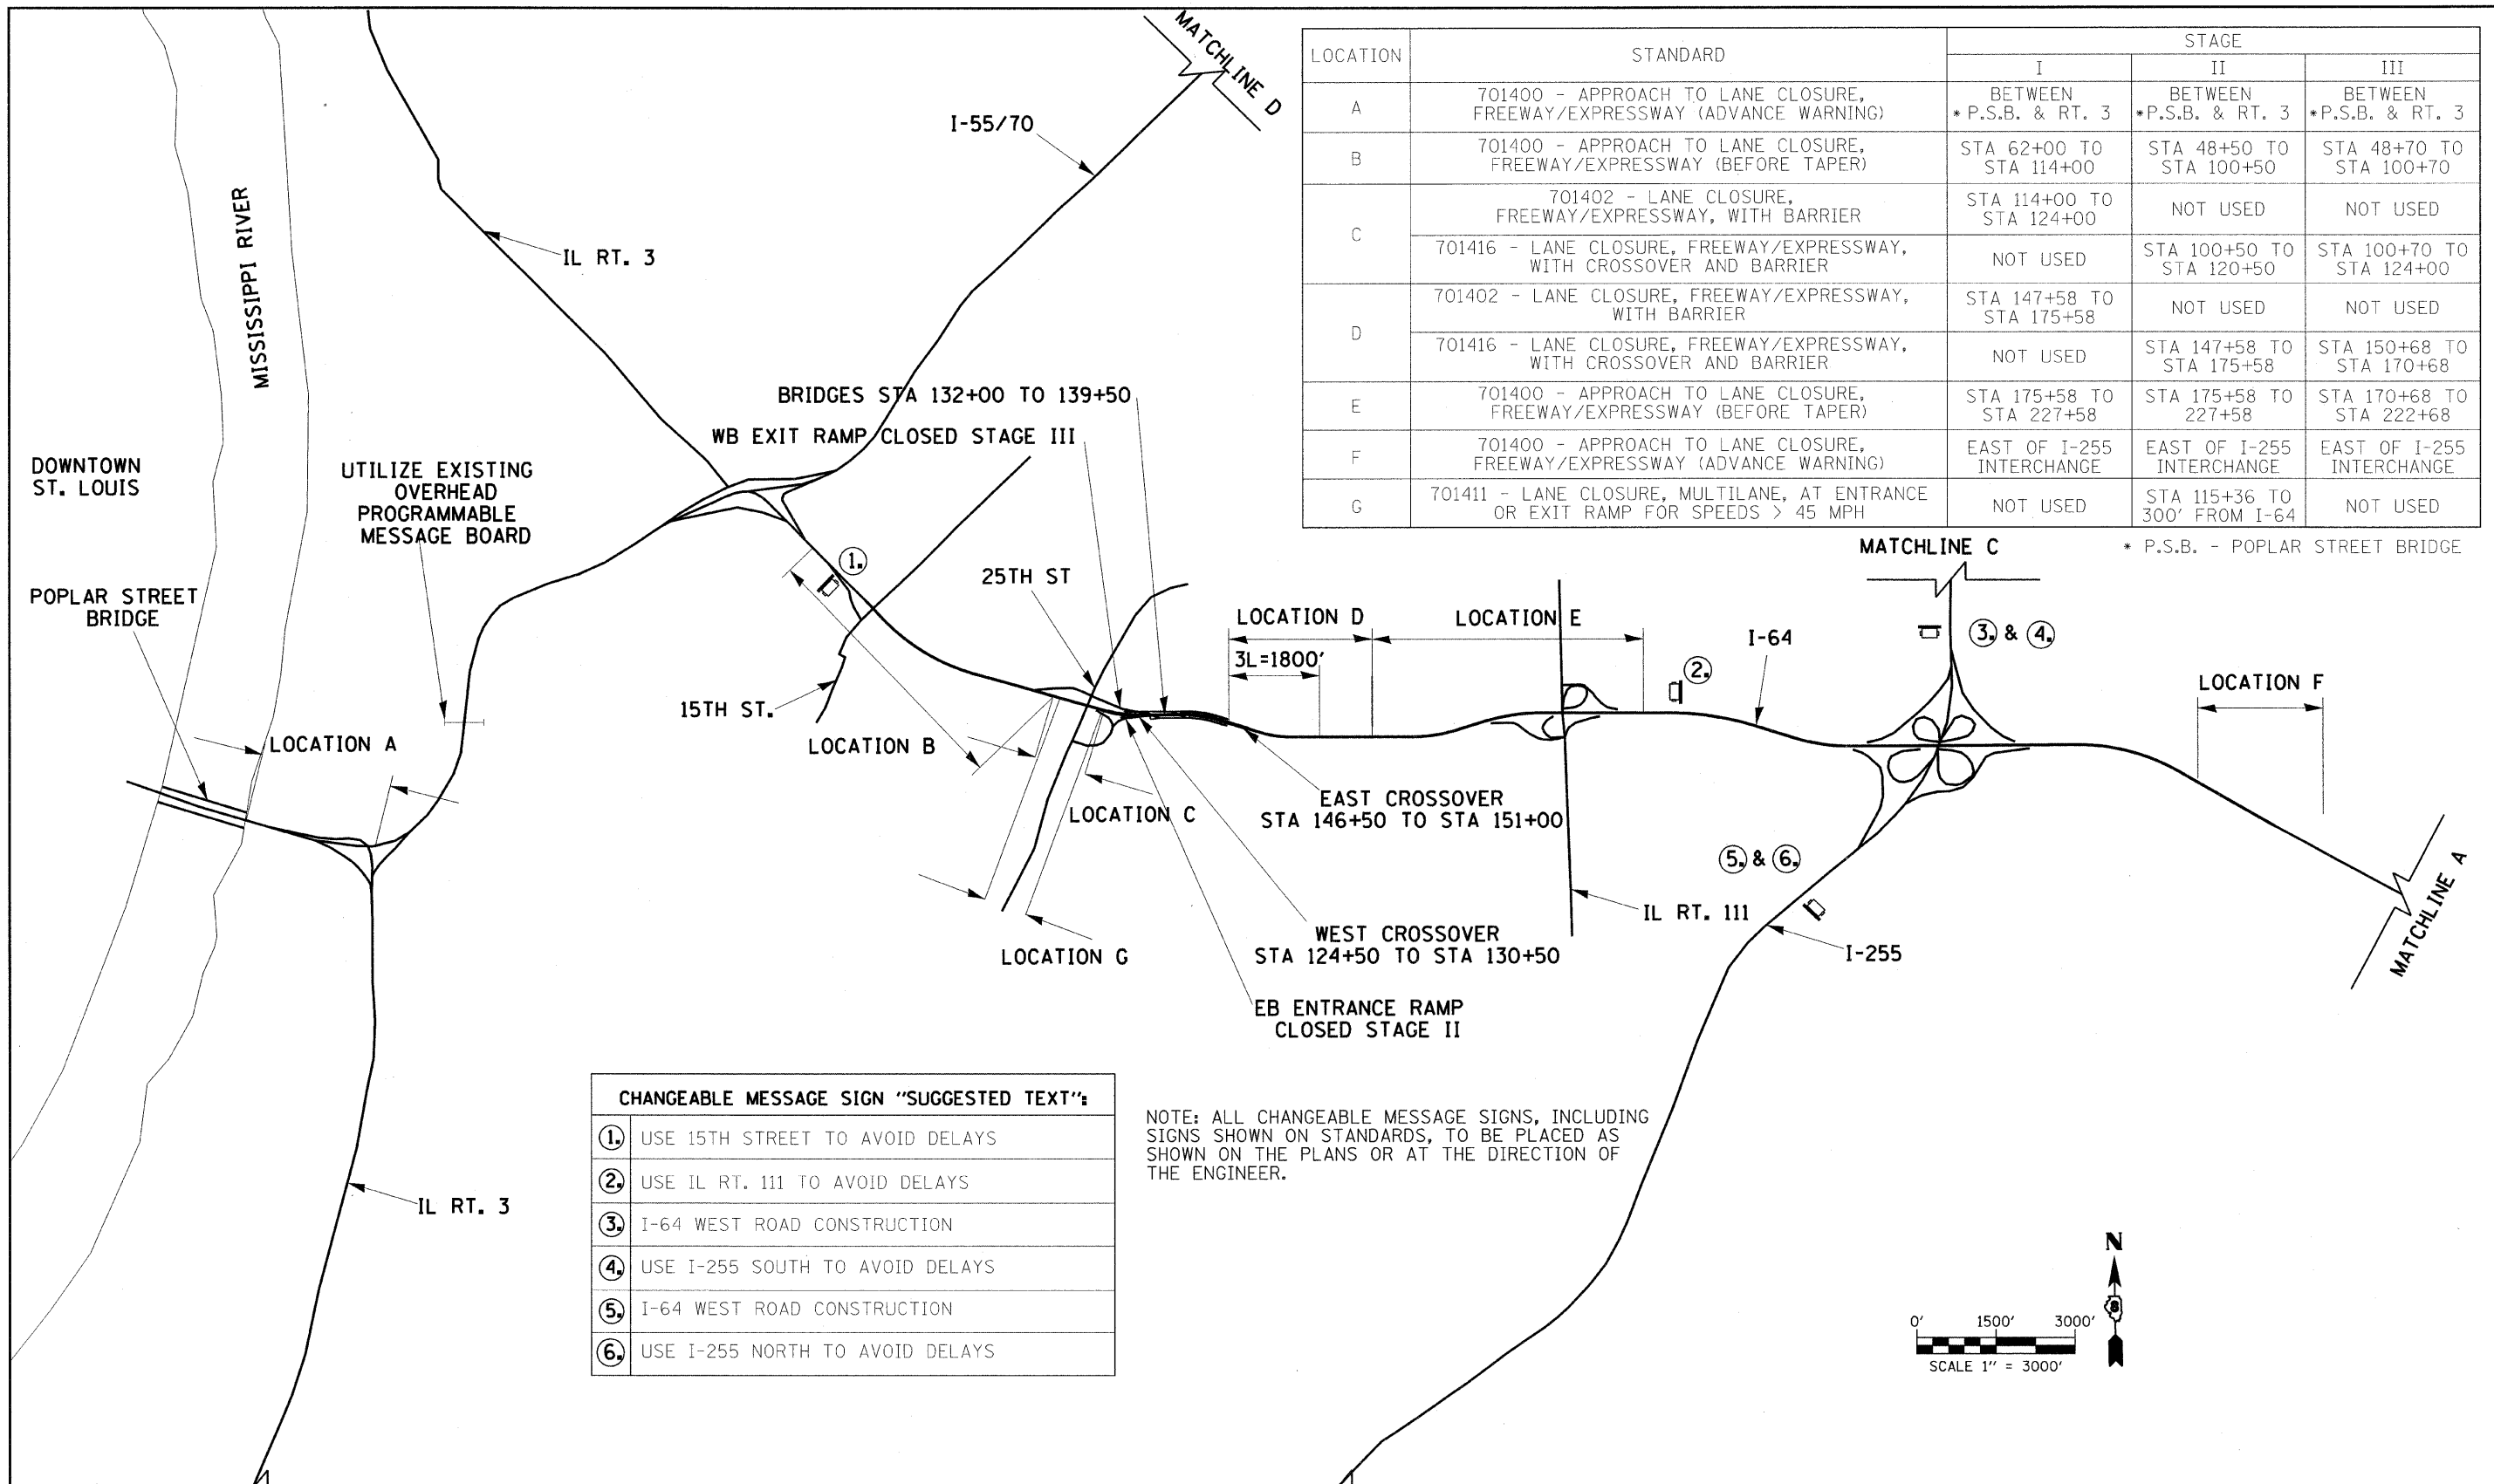 MATCHLINE D
LOCATION
STANDARD
STAGE
I
II
III
A
701400 - APPROACH TO LANE CLOSURE,
FREEWAY/EXPRESSWAY (ADVANCE WARNING)
BETWEEN
* P.S.B. & RT. 3
BETWEEN
*P.S.B. & RT. 3
BETWEEN
*P.S.B. & RT. 3
B
701400 - APPROACH TO LANE CLOSURE,
FREEWAY/EXPRESSWAY (BEFORE TAPER)
STA 62+00 TO
STA 114+00
STA 48+50 TO
STA 100+50
STA 48+70 TO
STA 100+70
C
701402 - LANE CLOSURE,
FREEWAY/EXPRESSWAY, WITH BARRIER
STA 114+00 TO
STA 124+00
NOT USED
NOT USED
701416 - LANE CLOSURE, FREEWAY/EXPRESSWAY,
WITH CROSSOVER AND BARRIER
NOT USED
STA 100+50 TO
STA 120+50
STA 100+70 TO
STA 124+00
D
701402 - LANE CLOSURE, FREEWAY/EXPRESSWAY,
WITH BARRIER
STA 147+58 TO
STA 175+58
NOT USED
NOT USED
701416 - LANE CLOSURE, FREEWAY/EXPRESSWAY,
WITH CROSSOVER AND BARRIER
NOT USED
STA 147+58 TO
STA 175+58
STA 150+68 TO
STA 170+68
E
701400 - APPROACH TO LANE CLOSURE,
FREEWAY/EXPRESSWAY (BEFORE TAPER)
STA 175+58 TO
STA 227+58
STA 175+58 TO
227+58
STA 170+68 TO
STA 222+68
F
701400 - APPROACH TO LANE CLOSURE,
FREEWAY/EXPRESSWAY (ADVANCE WARNING)
EAST OF I-255
INTERCHANGE
EAST OF I-255
INTERCHANGE
EAST OF I-255
INTERCHANGE
G
701411 - LANE CLOSURE, MULTILANE, AT ENTRANCE
OR EXIT RAMP FOR SPEEDS > 45 MPH
NOT USED
STA 115+36 TO
300' FROM I-64
NOT USED
* P.S.B. - POPLAR STREET BRIDGE
I-55/70
IL RT. 3
MISSISSIPPI RIVER
BRIDGES STA 132+00 TO 139+50
WB EXIT RAMP CLOSED STAGE III
DOWNTOWN
ST. LOUIS
UTILIZE EXISTING
OVERHEAD
PROGRAMMABLE
MESSAGE BOARD
POPLAR STREET
BRIDGE
LOCATION A
1.
25TH ST
15TH ST.
LOCATION B
LOCATION C
LOCATION G
LOCATION D
3L=1800'
LOCATION E
2.
I-64
MATCHLINE C
3. & 4.
LOCATION F
EAST CROSSOVER
STA 146+50 TO STA 151+00
5. & 6.
IL RT. 111
I-255
MATCHLINE A
WEST CROSSOVER
STA 124+50 TO STA 130+50
EB ENTRANCE RAMP
CLOSED STAGE II
IL RT. 3
CHANGEABLE MESSAGE SIGN "SUGGESTED TEXT":
1. USE 15TH STREET TO AVOID DELAYS
2. USE IL RT. 111 TO AVOID DELAYS
3. I-64 WEST ROAD CONSTRUCTION
4. USE I-255 SOUTH TO AVOID DELAYS
5. I-64 WEST ROAD CONSTRUCTION
6. USE I-255 NORTH TO AVOID DELAYS
NOTE: ALL CHANGEABLE MESSAGE SIGNS, INCLUDING
SIGNS SHOWN ON STANDARDS, TO BE PLACED AS
SHOWN ON THE PLANS OR AT THE DIRECTION OF
THE ENGINEER.
N
8
0' 1500' 3000'
SCALE 1" = 3000'